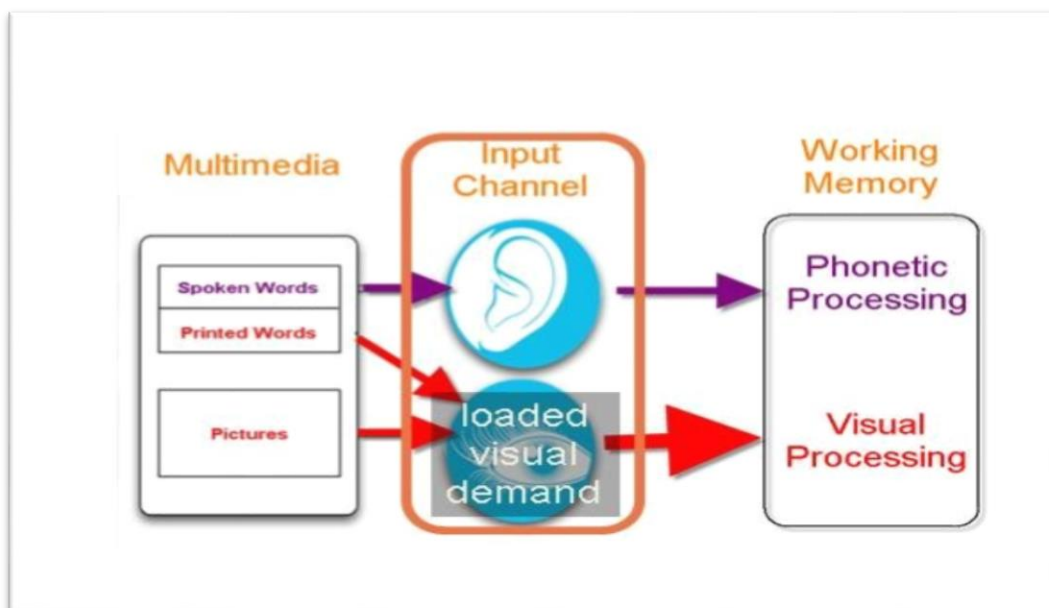 Multimedia
Spoken Words
Printed Words
Pictures
Input
Channel
loaded
visual
demand
Working
Memory
Phonetic
Processing
Visual
Processing